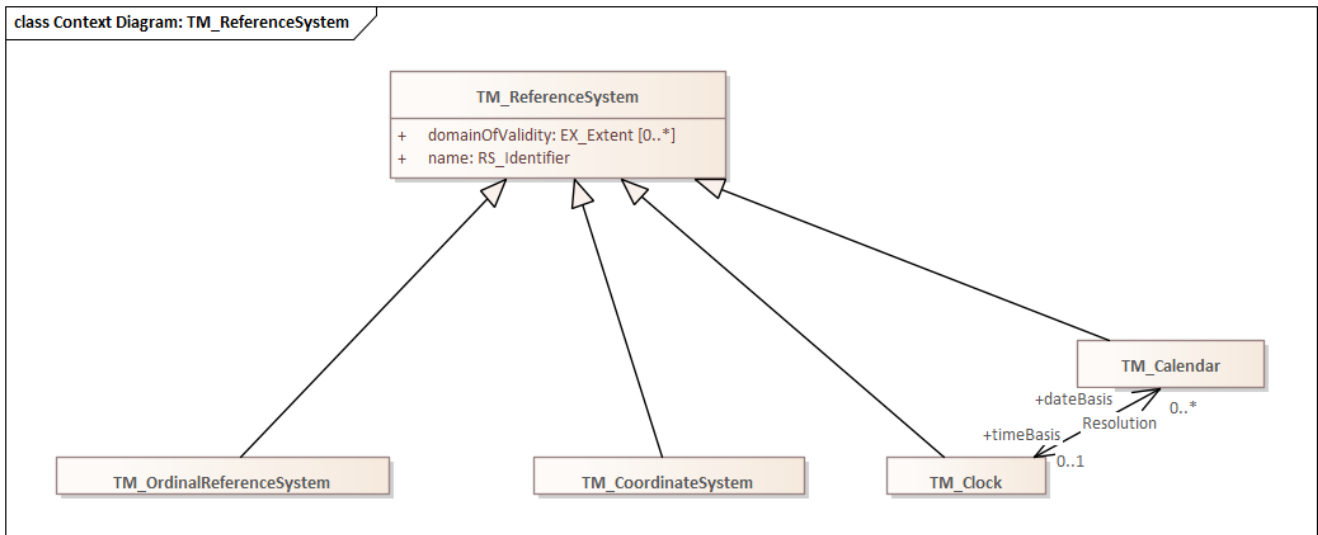 class Context Diagram: TM_ReferenceSystem
TM_ReferenceSystem
+ domainOfValidity: EX_Extent [0..*]
+ name: RS_Identifier
TM_Calendar
+dateBasis
0..*
Resolution
+timeBasis
0..1
TM_OrdinalReferenceSystem
TM_CoordinateSystem
TM_Clock